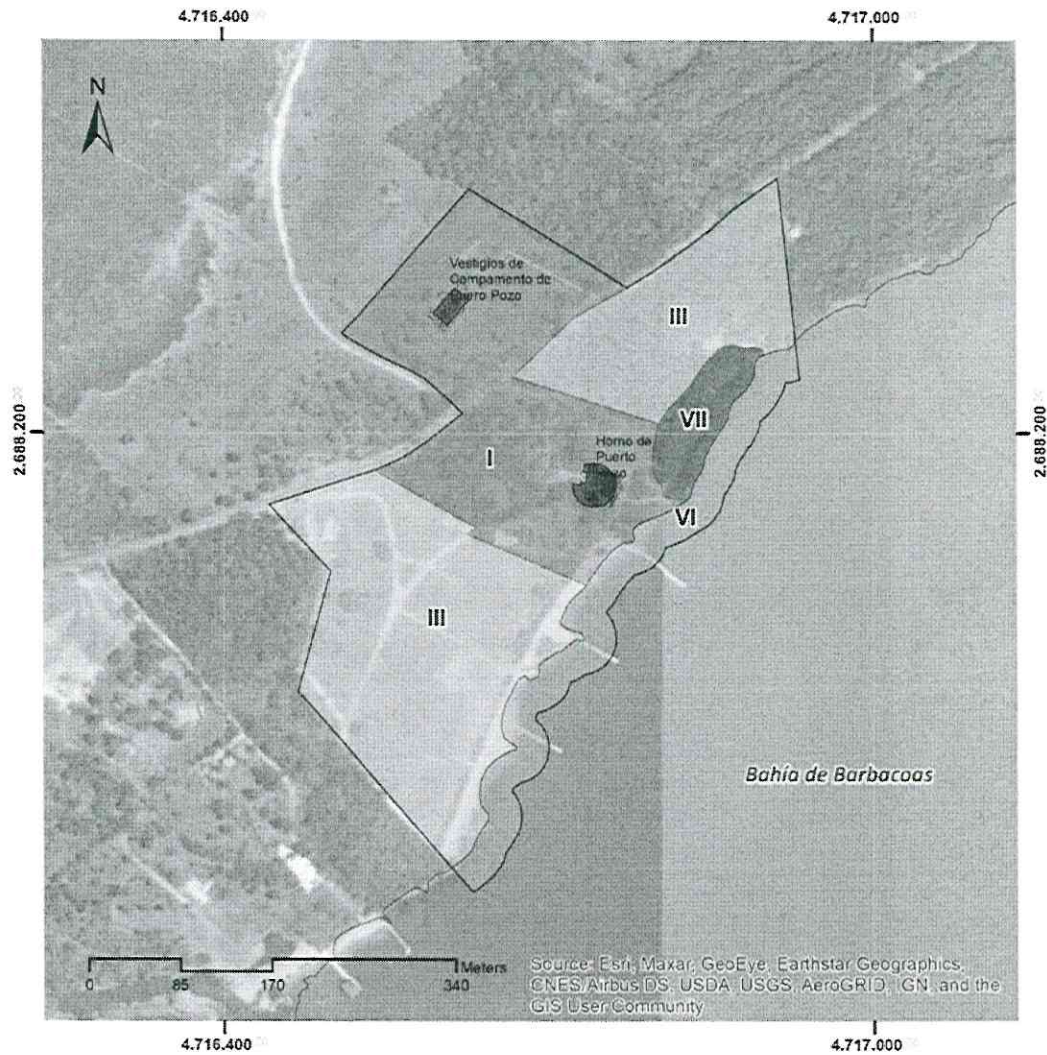 4.716.400
4.717.000
N
Vestigios de
Campamento de
Puero Pozo
III
2.688.200
2.688.200
VII
Horno de
Puerto
I
VI
III
Bahía de Barbacoas
Meters
0 85 170 340
Source: Esri, Maxar, GeoEye, Earthstar Geographics,
CNES/Airbus DS, USDA, USGS, AeroGRID, IGN, and the
GIS User Community
4.716.400
4.717.000